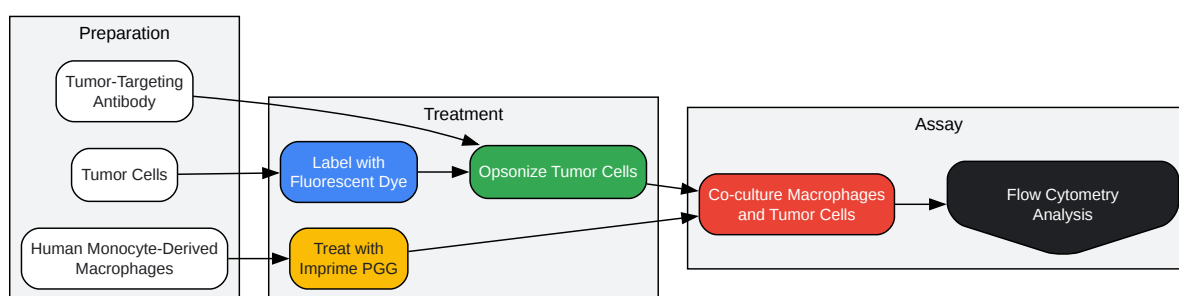 Preparation
Tumor-Targeting
Antibody
Tumor Cells
Human Monocyte-Derived
Macrophages
Treatment
Label with
Fluorescent Dye
Opsonize Tumor Cells
Treat with
Imprime PGG
Assay
Co-culture Macrophages
and Tumor Cells
Flow Cytometry
Analysis